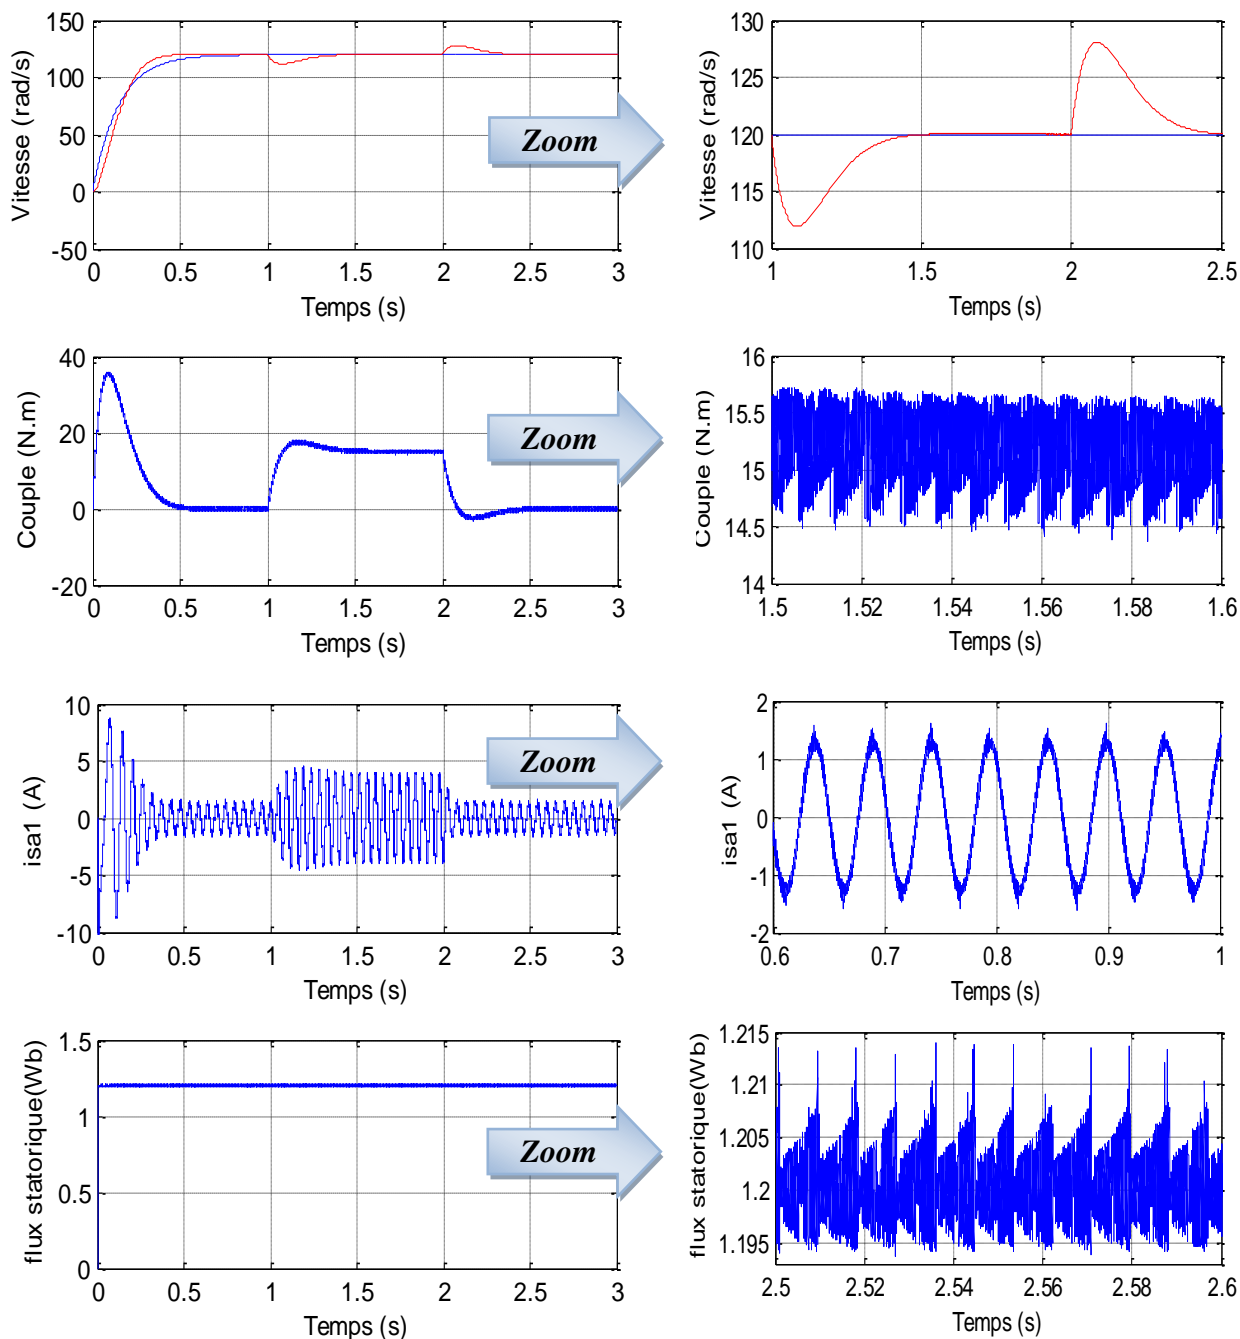 150
100
50
0
-50
Vitesse (rad/s)
0 0.5 1 1.5 2 2.5 3
Temps (s)
Zoom
130
125
120
115
110
Vitesse (rad/s)
1 1.5 2 2.5
Temps (s)
40
20
0
-20
Couple (N.m)
0 0.5 1 1.5 2 2.5 3
Temps (s)
Zoom
16
15.5
15
14.5
14
Couple (N.m)
1.5 1.52 1.54 1.56 1.58 1.6
Temps (s)
10
5
0
-5
-10
isa1 (A)
0 0.5 1 1.5 2 2.5 3
Temps (s)
Zoom
2
1
0
-1
-2
isa1 (A)
0.6 0.7 0.8 0.9 1
Temps (s)
1.5
1
0.5
0
flux statorique(Wb)
0 0.5 1 1.5 2 2.5 3
Temps (s)
Zoom
1.215
1.21
1.205
1.2
1.195
flux statorique(Wb)
2.5 2.52 2.54 2.56 2.58 2.6
Temps (s)